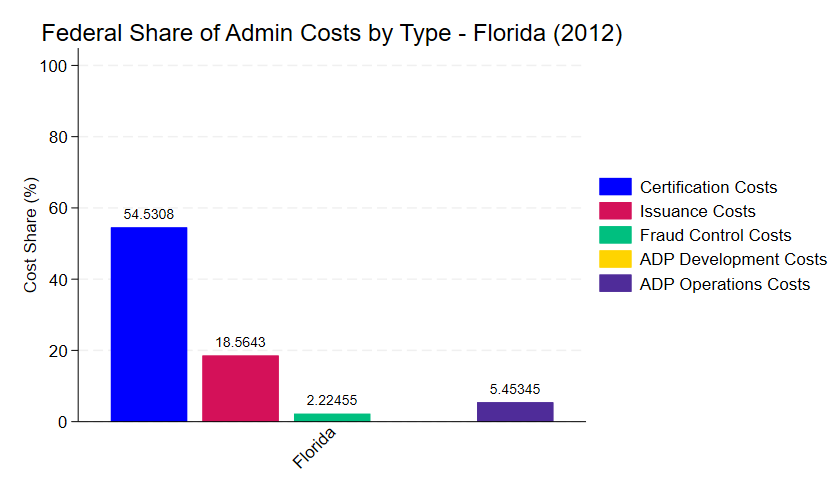 Federal Share of Admin Costs by Type - Florida (2012)
100
80
60
40
20
0
Cost Share (%)
54.5308
18.5643
2.22455
5.45345
Florida
Certification Costs
Issuance Costs
Fraud Control Costs
ADP Development Costs
ADP Operations Costs